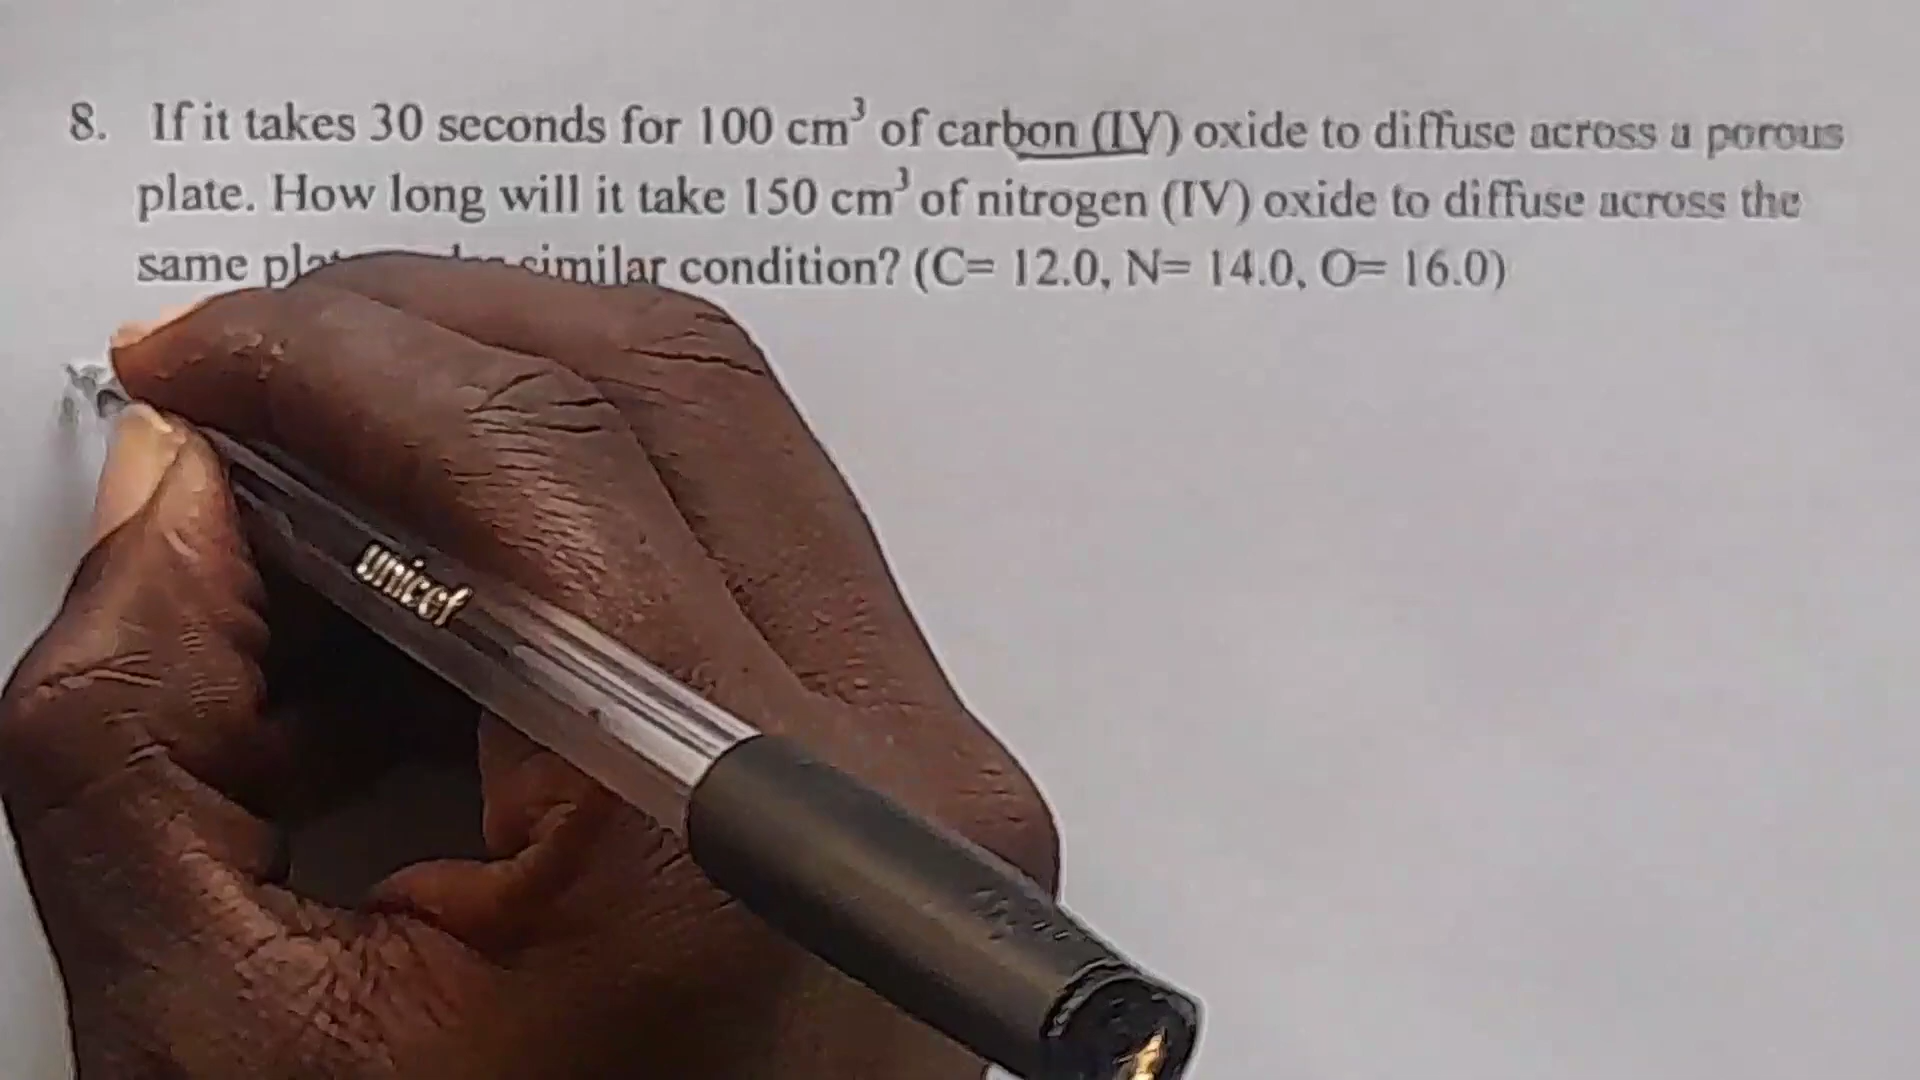 8. If it takes 30 seconds for 100 cm³ of carbon (IV) oxide to diffuse across a porous
plate. How long will it take 150 cm³ of nitrogen (IV) oxide to diffuse across the
same similar condition? (C= 12.0, N= 14.0, O= 16.0)
unicef